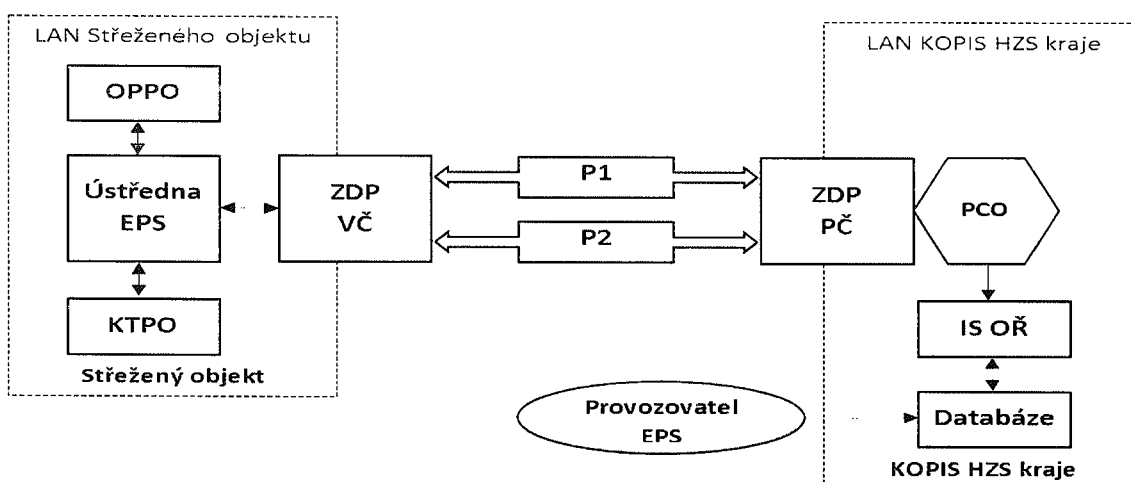 LAN Střeženého objektu
OPPO
Ústředna
EPS
KTPO
Střežený objekt
ZDP
VČ
P1
P2
LAN KOPIS HZS kraje
ZDP
PČ
PCO
IS OŘ
Databáze
KOPIS HZS kraje
Provozovatel
EPS